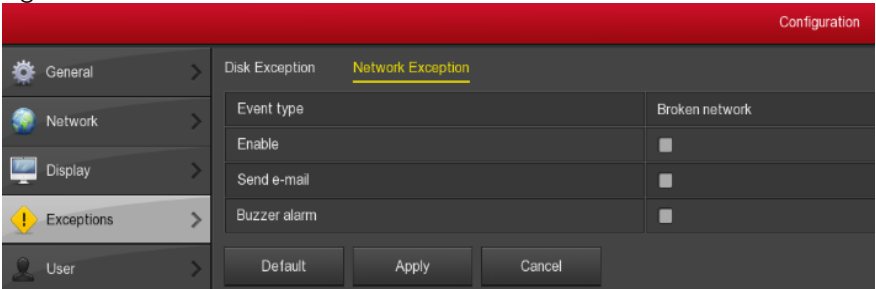 Configuration
General
Disk Exception Network Exception
Event type Broken network
Network
Enable
Display
Send e-mail
Exceptions
Buzzer alarm
User
Default Apply Cancel